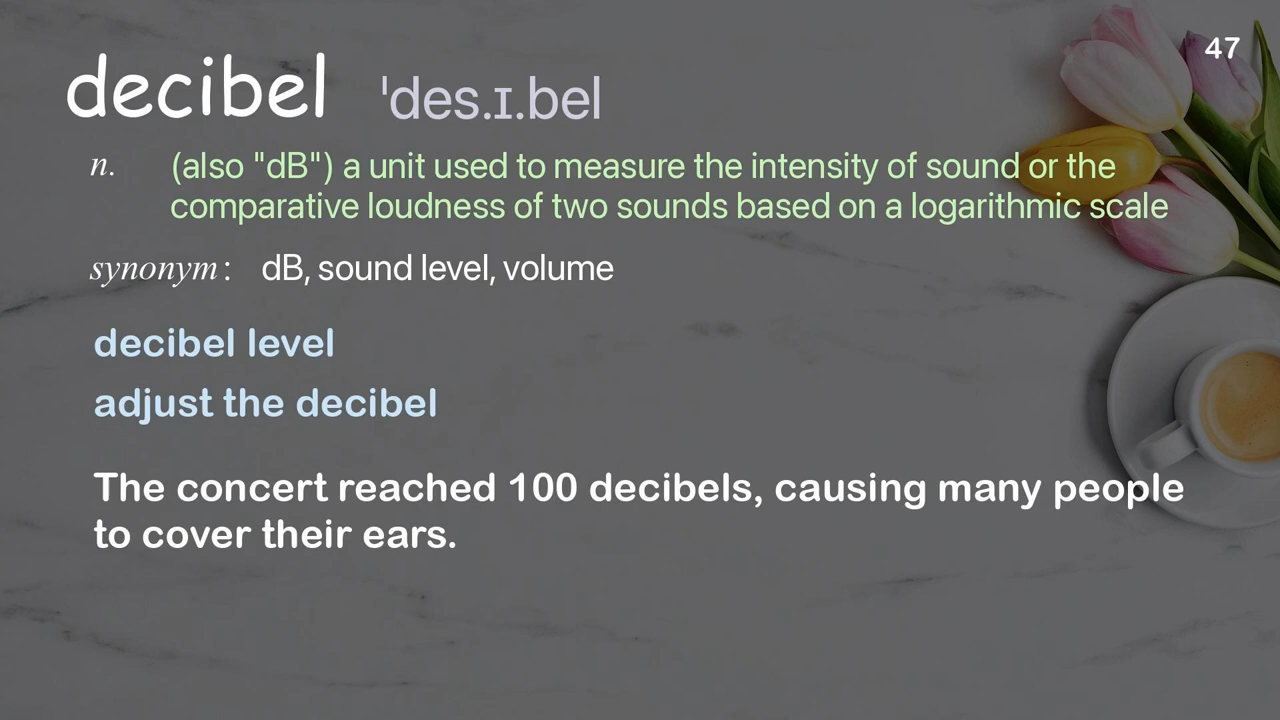 47
decibel ˈdes.ɪ.bel
n. (also "dB") a unit used to measure the intensity of sound or the
comparative loudness of two sounds based on a logarithmic scale
synonym: dB, sound level, volume
decibel level
adjust the decibel
The concert reached 100 decibels, causing many people
to cover their ears.